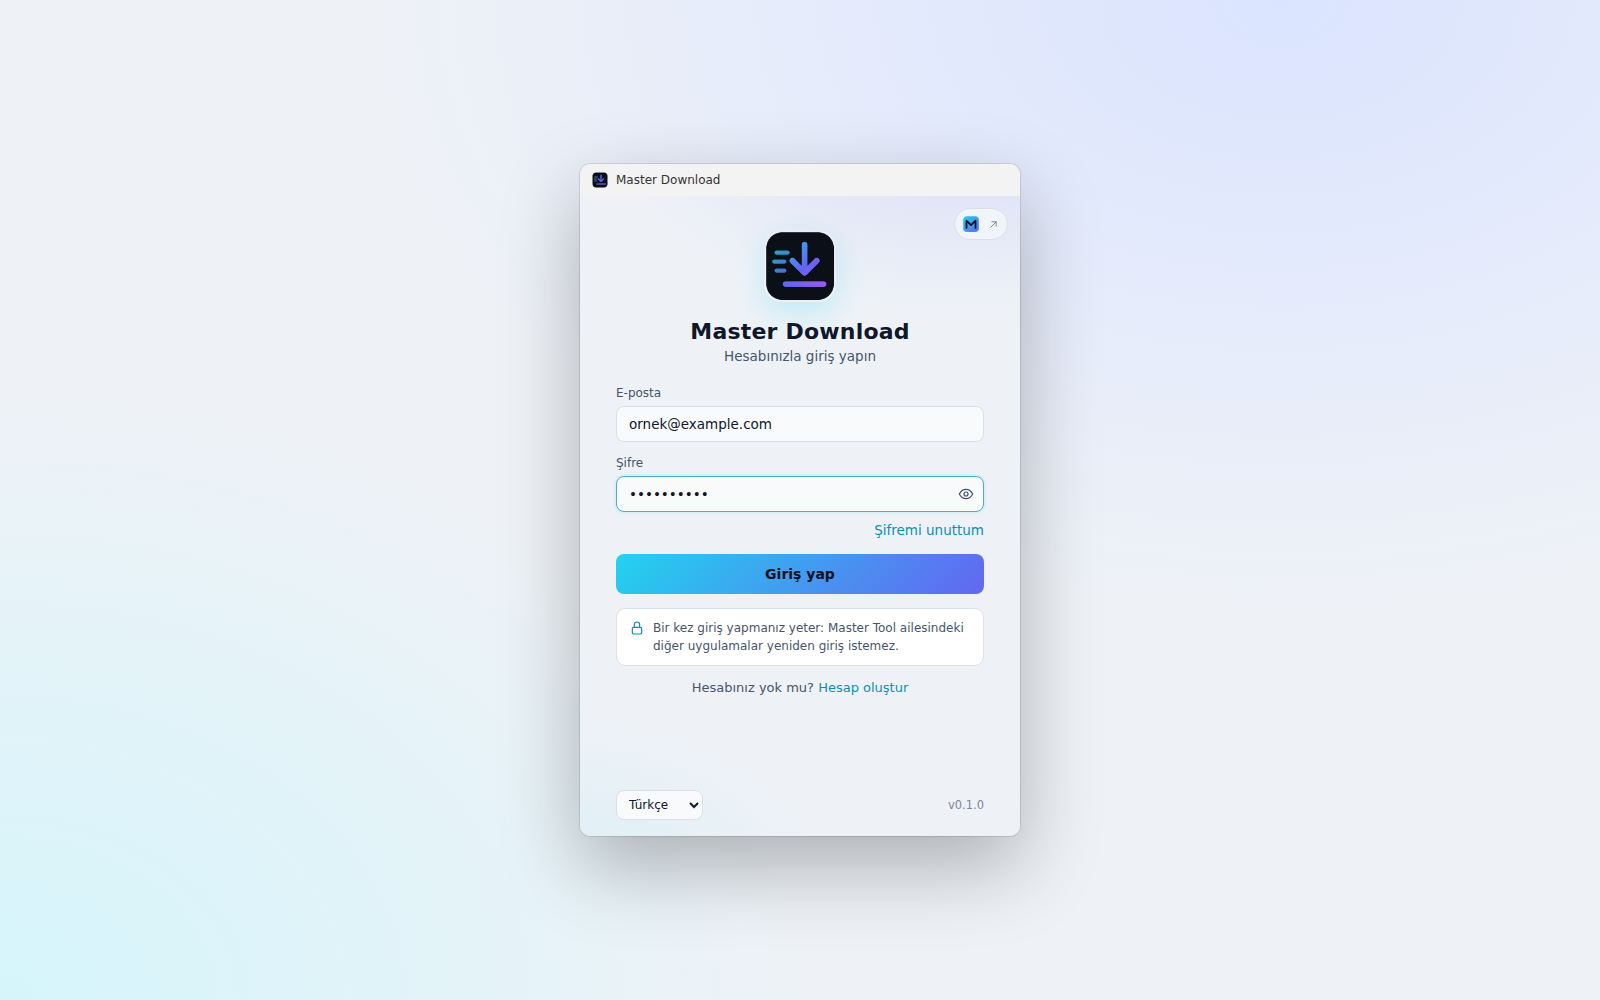 Master Download
M
Master Download
Hesabınızla giriş yapın
E-posta
ornek@example.com
Şifre
••••••••••
Şifremi unuttum
Giriş yap
Bir kez giriş yapmanız yeter: Master Tool ailesindeki
diğer uygulamalar yeniden giriş istemez.
Hesabınız yok mu? Hesap oluştur
Türkçe
v0.1.0